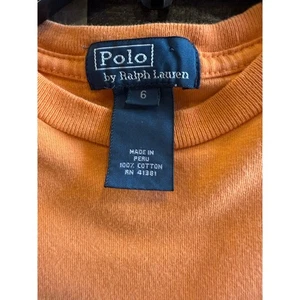 Polo
by Ralph Lauren
6
MADE IN
PERU
100% COTTON
RN 41381